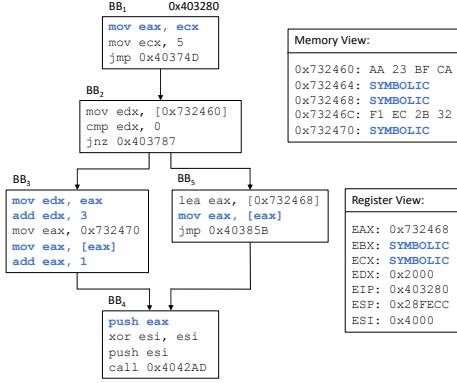 BB1 0x403280
mov eax, ecx
mov ecx, 5
jmp 0x40374D
BB2
mov edx, [0x732460]
cmp edx, 0
jnz 0x403787
BB3
mov edx, eax
add edx, 3
mov eax, 0x732470
mov eax, [eax]
add eax, 1
BB5
lea eax, [0x732468]
mov eax, [eax]
jmp 0x40385B
BB4
push eax
xor esi, esi
push esi
call 0x4042AD
Memory View:
0x732460: AA 23 BF CA
0x732464: SYMBOLIC
0x732468: SYMBOLIC
0x73246C: F1 EC 2B 32
0x732470: SYMBOLIC
Register View:
EAX: 0x732468
EBX: SYMBOLIC
ECX: SYMBOLIC
EDX: 0x2000
EIP: 0x403280
ESP: 0x28FECC
ESI: 0x4000